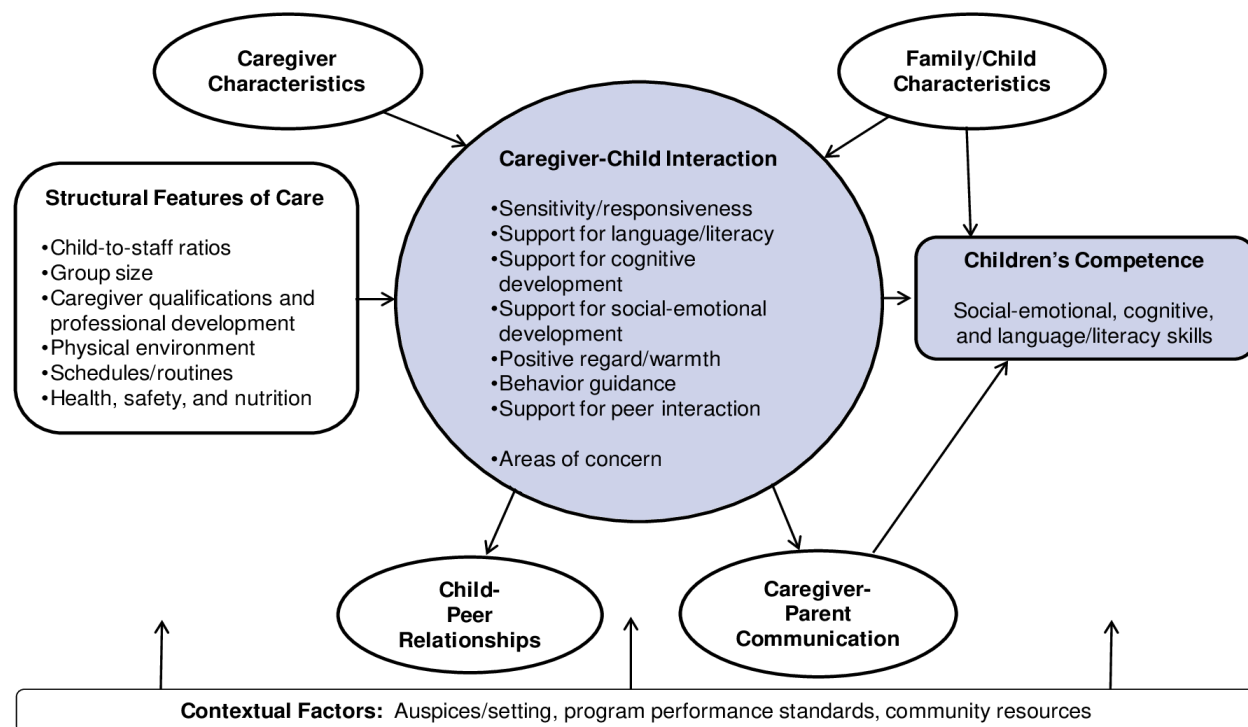 Caregiver
Characteristics
Family/Child
Characteristics
Structural Features of Care
•Child-to-staff ratios
•Group size
•Caregiver qualifications and
professional development
•Physical environment
•Schedules/routines
•Health, safety, and nutrition
Caregiver-Child Interaction
•Sensitivity/responsiveness
•Support for language/literacy
•Support for cognitive
development
•Support for social-emotional
development
•Positive regard/warmth
•Behavior guidance
•Support for peer interaction
•Areas of concern
Children’s Competence
Social-emotional, cognitive,
and language/literacy skills
Child-
Peer
Relationships
Caregiver-
Parent
Communication
Contextual Factors: Auspices/setting, program performance standards, community resources